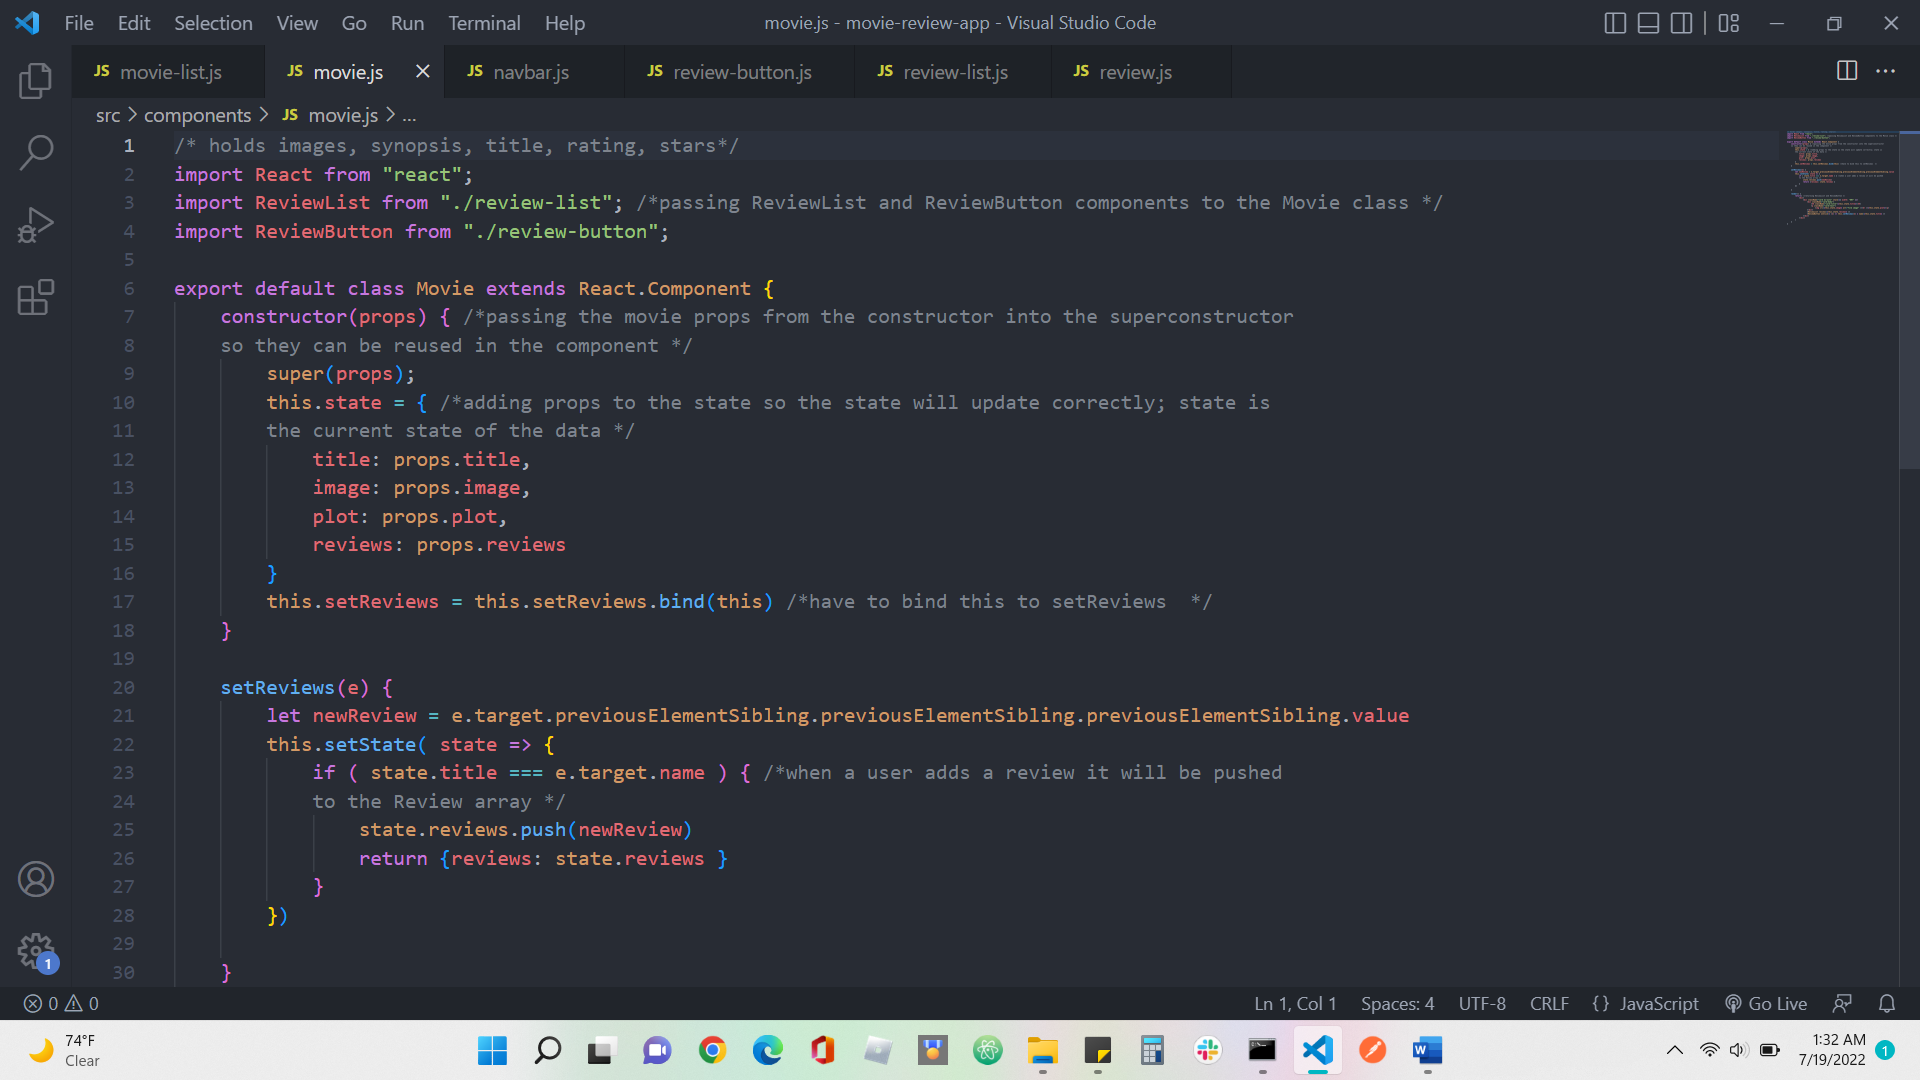 File Edit Selection View Go Run Terminal Help movie.js - movie-review-app - Visual Studio Code
JS movie-list.js JS movie.js JS navbar.js JS review-button.js JS review-list.js JS review.js
src > components > JS movie.js > ...
1 /* holds images, synopsis, title, rating, stars*/
2 import React from "react";
3 import ReviewList from "./review-list"; /*passing ReviewList and ReviewButton components to the Movie class */
4 import ReviewButton from "./review-button";
5
6 export default class Movie extends React.Component {
7 constructor(props) { /*passing the movie props from the constructor into the superconstructor
8 so they can be reused in the component */
9 super(props);
10 this.state = { /*adding props to the state so the state will update correctly; state is
11 the current state of the data */
12 title: props.title,
13 image: props.image,
14 plot: props.plot,
15 reviews: props.reviews
16 }
17 this.setReviews = this.setReviews.bind(this) /*have to bind this to setReviews  */
18 }
19
20 setReviews(e) {
21 let newReview = e.target.previousElementSibling.previousElementSibling.previousElementSibling.value
22 this.setState( state => {
23 if ( state.title === e.target.name ) { /*when a user adds a review it will be pushed
24 to the Review array */
25 state.reviews.push(newReview)
26 return {reviews: state.reviews }
27 }
28 })
29
30 }
1
0 0 Ln 1, Col 1 Spaces: 4 UTF-8 CRLF {} JavaScript Go Live
74°F
Clear
1:32 AM
7/19/2022
1